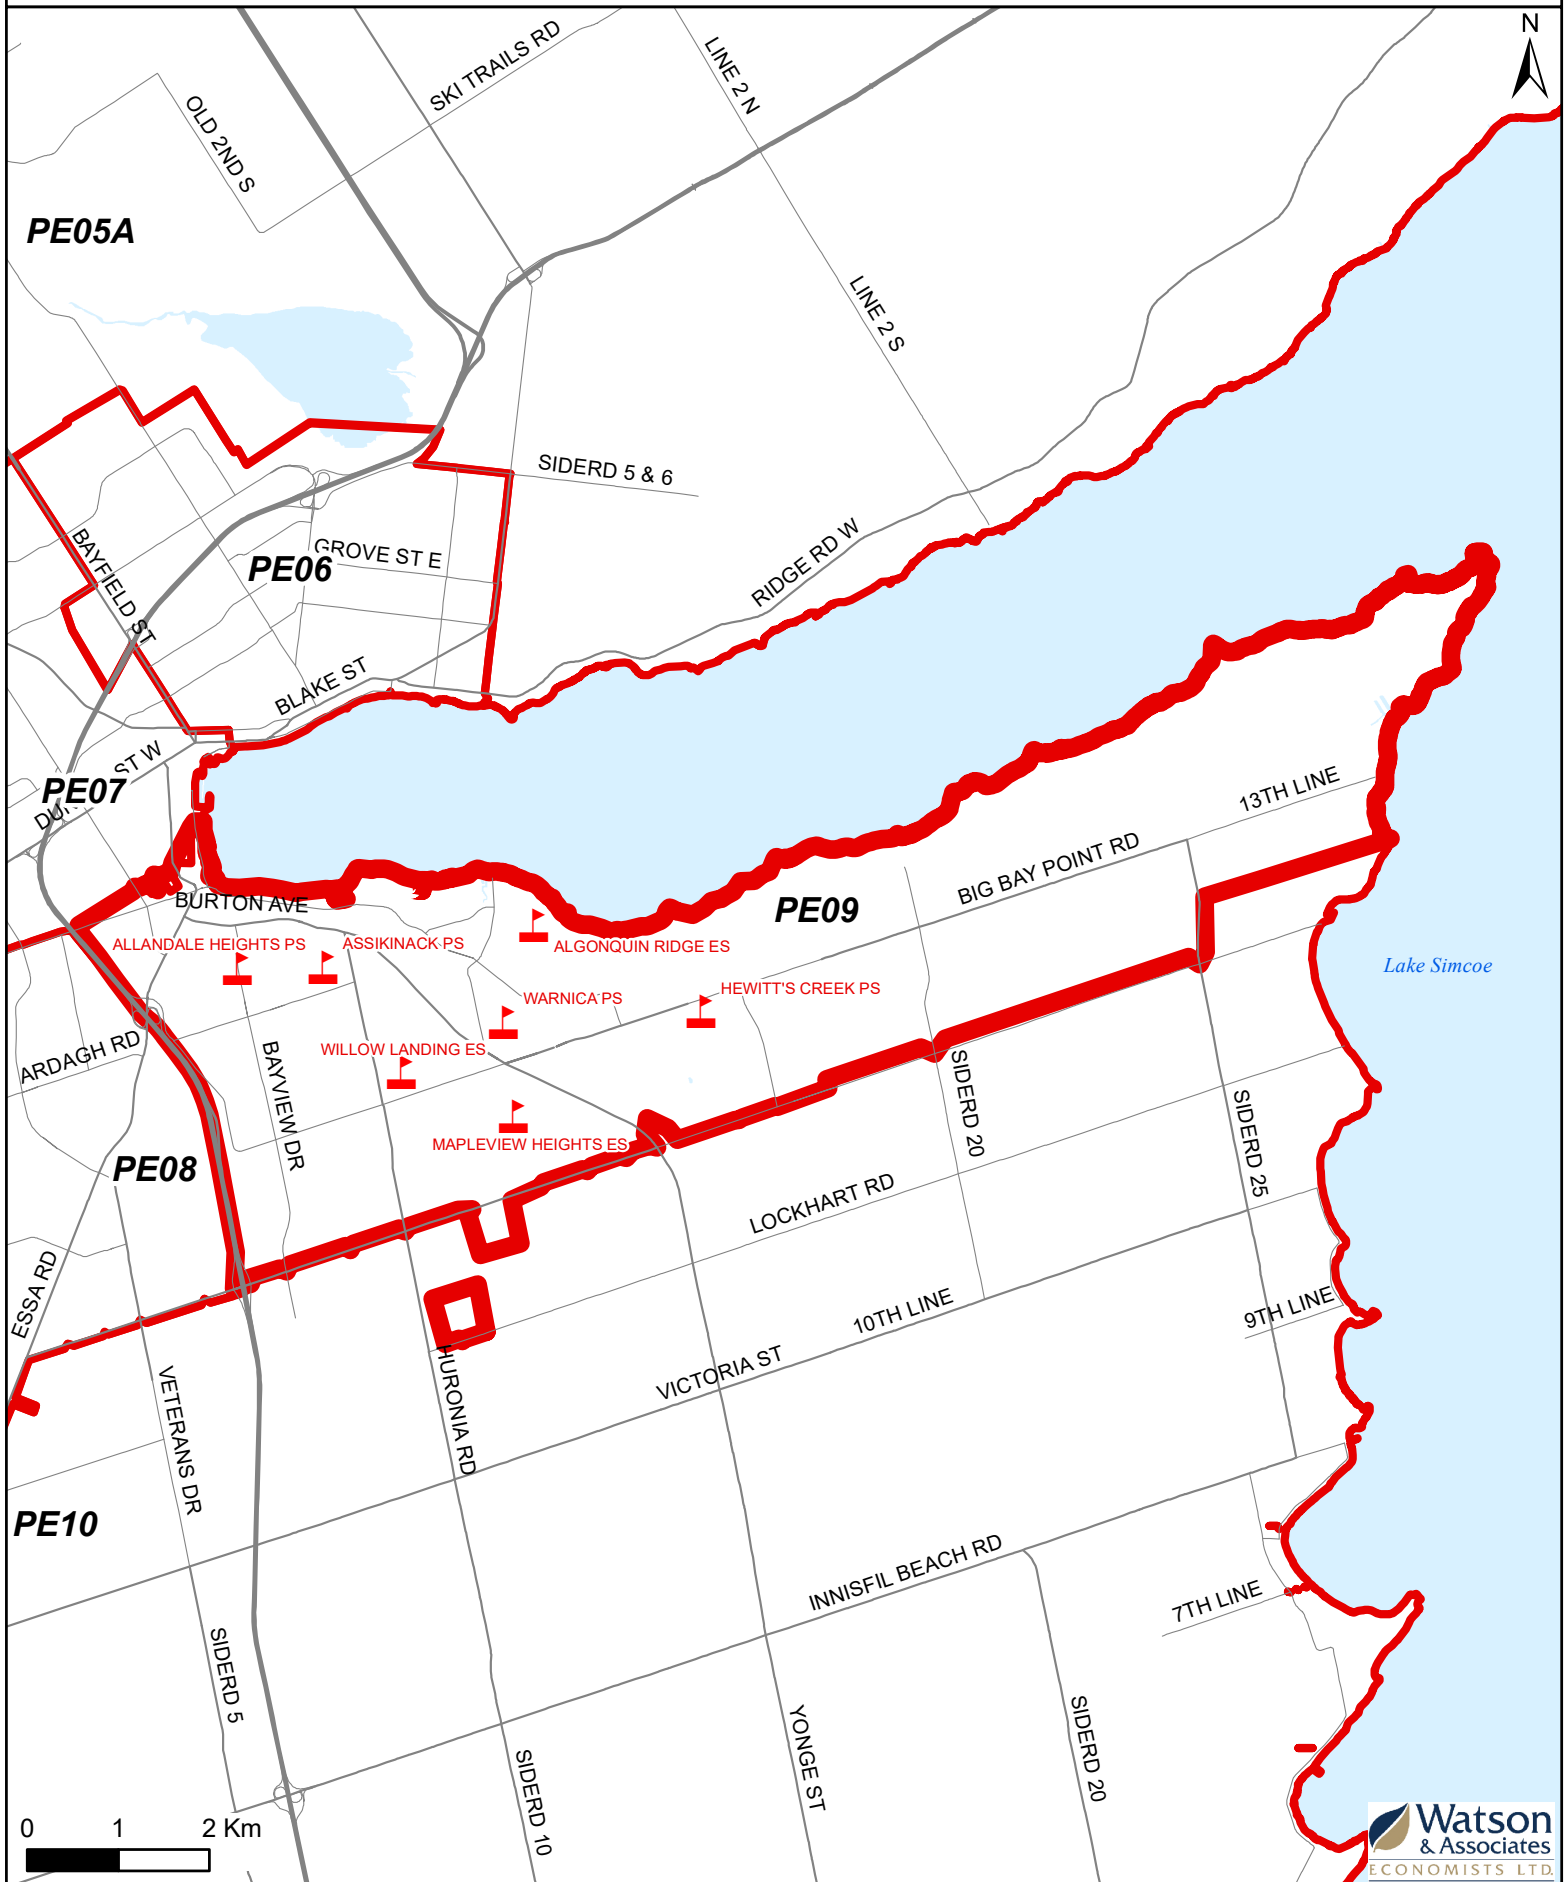 N
SKI TRAILS RD
LINE 2 N
OLD 2ND S
PE05A
LINE 2 S
SIDERD 5 & 6
BAYFIELD ST
GROVE ST E
PE06
RIDGE RD W
BLAKE ST
ST W
PE07
13TH LINE
BIG BAY POINT RD
BURTON AVE
PE09
ALLANDALE HEIGHTS PS
ASSIKINACK PS
ALGONQUIN RIDGE ES
Lake Simcoe
HEWITT'S CREEK PS
WARNICA PS
ARDAGH RD
WILLOW LANDING ES
BAYVIEW DR
SIDERD 20
SIDERD 25
MAPLEVIEW HEIGHTS ES
PE08
LOCKHART RD
ESSA RD
10TH LINE
9TH LINE
VICTORIA ST
HURONIA RD
VETERANS DR
PE10
INNISFIL BEACH RD
7TH LINE
SIDERD 5
YONGE ST
SIDERD 20
SIDERD 10
0 1 2 Km
Watson
& Associates
ECONOMISTS LTD.